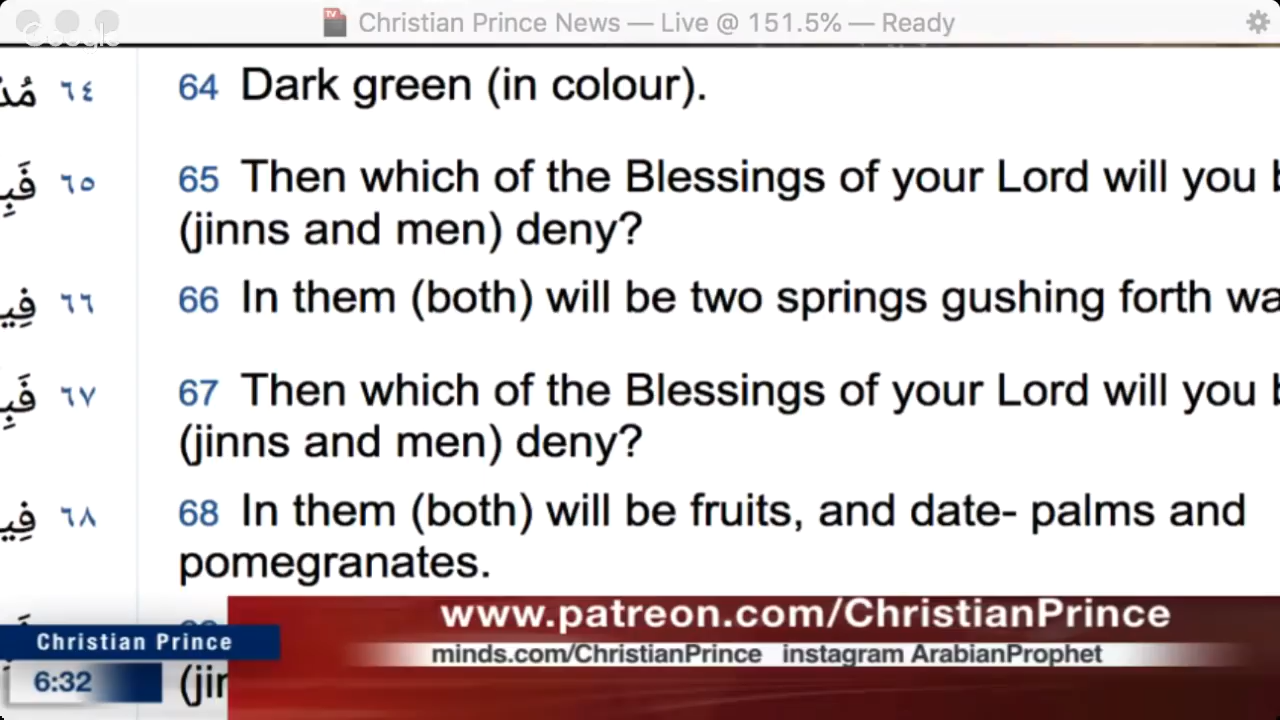 Christian Prince News — Live @ 151.5% — Ready
Google
٦٤ 64 Dark green (in colour).
٦٥ 65 Then which of the Blessings of your Lord will you
(jinns and men) deny?
٦٦ 66 In them (both) will be two springs gushing forth
٦٧ 67 Then which of the Blessings of your Lord will you
(jinns and men) deny?
٦٨ 68 In them (both) will be fruits, and date- palms and
pomegranates.
www.patreon.com/ChristianPrince
Christian Prince
minds.com/ChristianPrince instagram ArabianProphet
6:32